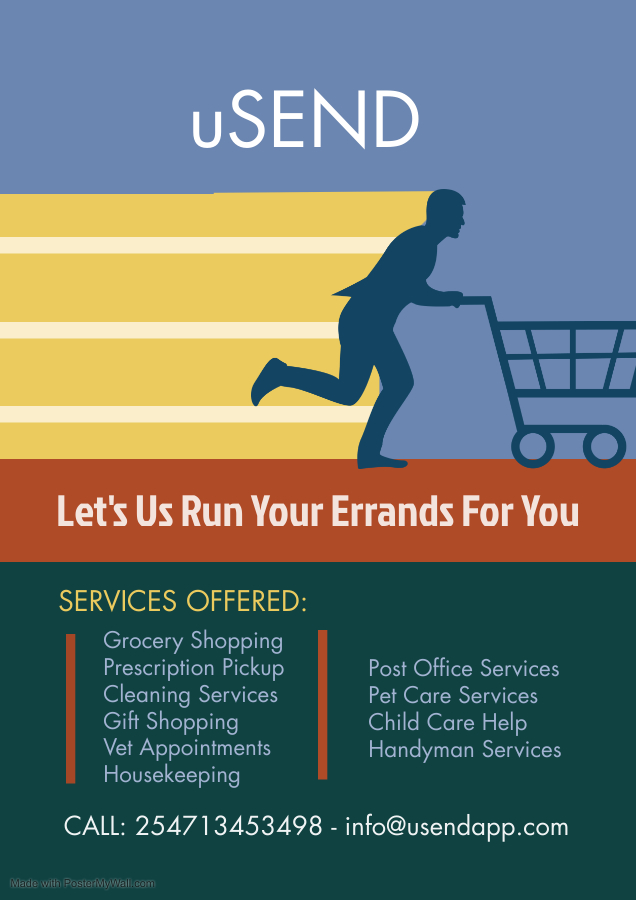 uSEND
Let's Us Run Your Errands For You
SERVICES OFFERED:
Grocery Shopping
Prescription Pickup
Cleaning Services
Gift Shopping
Vet Appointments
Housekeeping
Post Office Services
Pet Care Services
Child Care Help
Handyman Services
CALL: 254713453498 - info@usendapp.com
Made with PosterMyWall.com